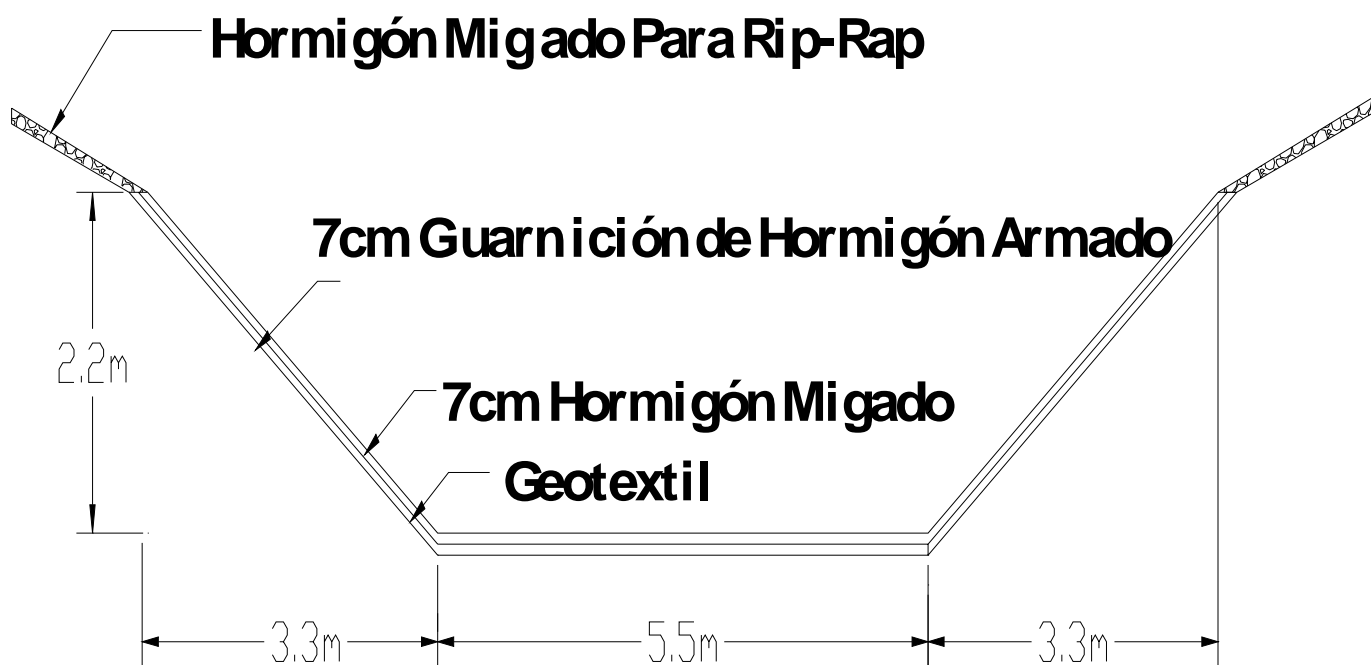 Hormigón Migado Para Rip-Rap
7cm Guarnición de Hormigón Armado
2.2m
7cm Hormigón Migado
Geotextil
3.3m 5.5m 3.3m